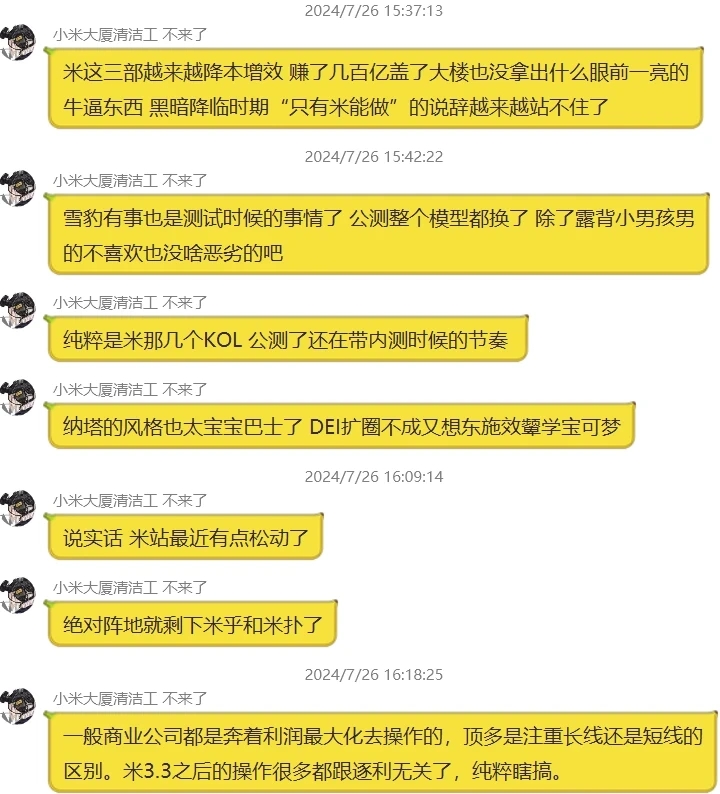 2024/7/26 15:37:13
小米大厦清洁工 不来了
米这三部越来越降本增效 赚了几百亿盖了大楼也没拿出什么眼前一亮的
牛逼东西 黑暗降临时期“只有米能做”的说辞越来越站不住了
2024/7/26 15:42:22
小米大厦清洁工 不来了
雪豹有事也是测试时候的事情了 公测整个模型都换了 除了露背小男孩男
的不喜欢也没啥恶劣的吧
小米大厦清洁工 不来了
纯粹是米那几个KOL 公测了还在带内测时候的节奏
小米大厦清洁工 不来了
纳塔的风格也太宝宝巴士了 DEI扩圈不成又想东施效颦学宝可梦
2024/7/26 16:09:14
小米大厦清洁工 不来了
说实话 米站最近有点松动了
小米大厦清洁工 不来了
绝对阵地就剩下米乎和米扑了
2024/7/26 16:18:25
小米大厦清洁工 不来了
一般商业公司都是奔着利润最大化去操作的，顶多是注重长线还是短线的
区别。米3.3之后的操作很多都跟逐利无关了，纯粹瞎搞。